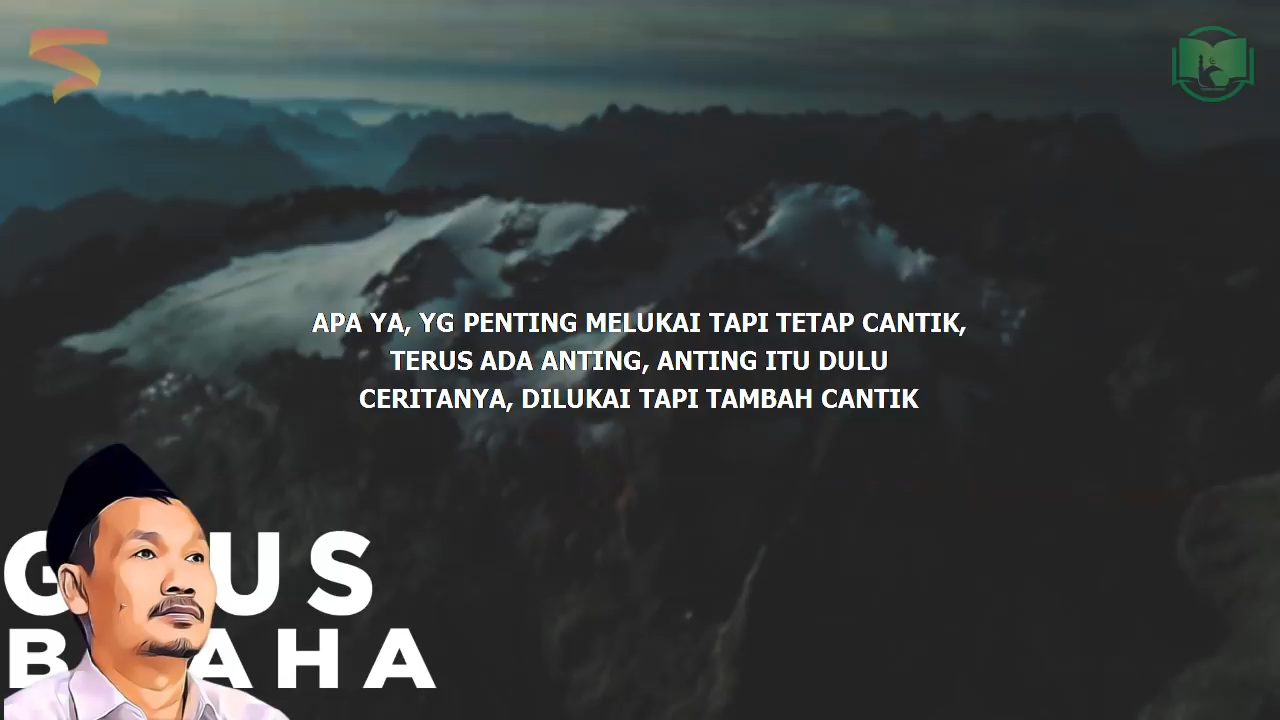 APA YA, YG PENTING MELUKAI TAPI TETAP CANTIK,
TERUS ADA ANTING, ANTING ITU DULU
CERITANYA, DILUKAI TAPI TAMBAH CANTIK
GUS
BAHA